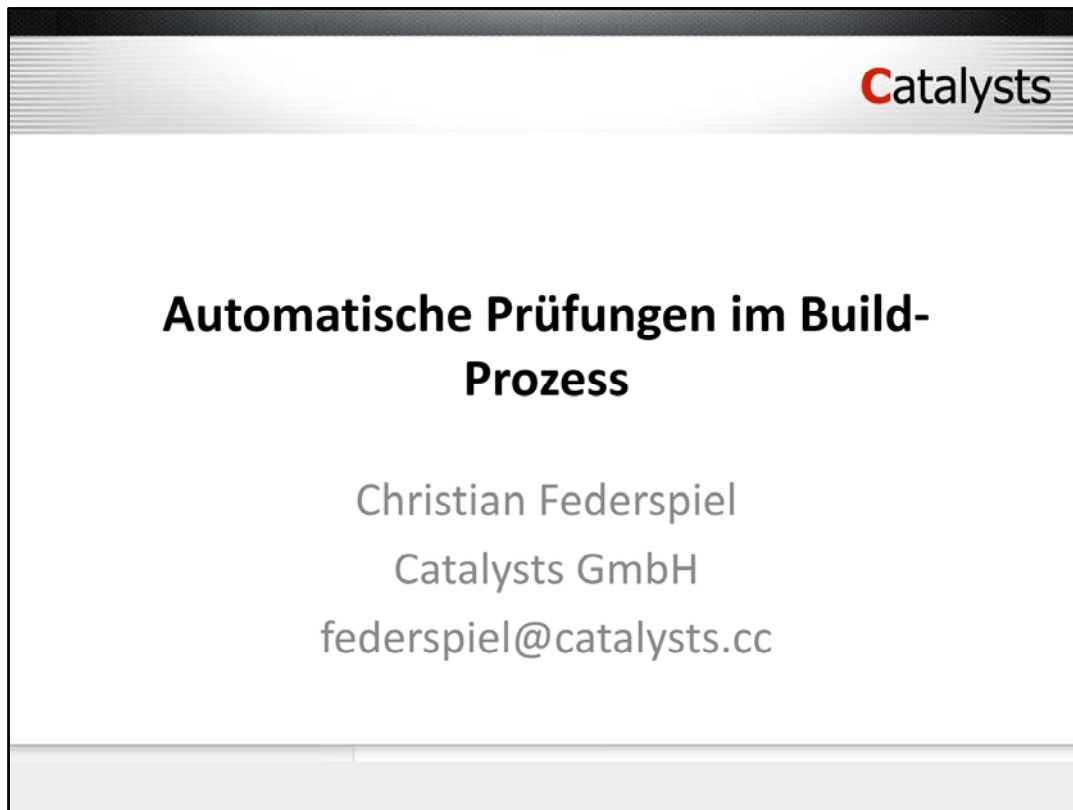 Catalysts
Automatische Prüfungen im Build-
Prozess
Christian Federspiel
Catalysts GmbH
federspiel@catalysts.cc